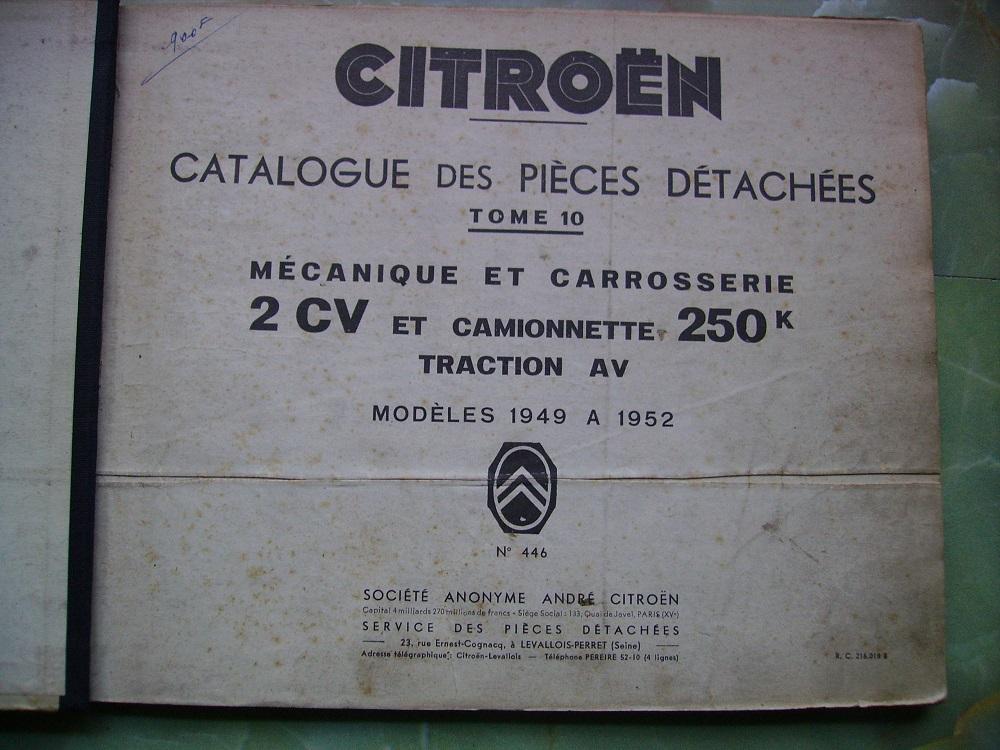 900F
CITROËN
CATALOGUE DES PIÈCES DÉTACHÉES
TOME 10
MÉCANIQUE ET CARROSSERIE
2 CV ET CAMIONNETTE 250 K
TRACTION AV
MODÈLES 1949 A 1952
N° 446
SOCIÉTÉ ANONYME ANDRÉ CITROËN
Capital 4 milliards 270 millions de francs - Siège Social : 133, Quai de Javel, PARIS (XVe)
SERVICE DES PIÈCES DÉTACHÉES
23, rue Ernest-Cognacq, à LEVALLOIS-PERRET (Seine)
Adresse télégraphique : Citroën-Levallois — Téléphone PEREIRE 52-10 (4 lignes)
R. C. 216.018 B